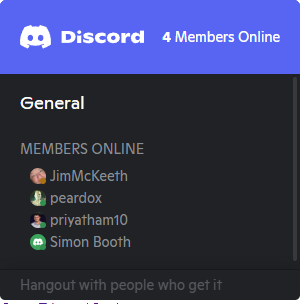 Discord
4 Members Online
General
MEMBERS ONLINE
JimMcKeeth
peardox
priyatham10
Simon Booth
Hangout with people who get it